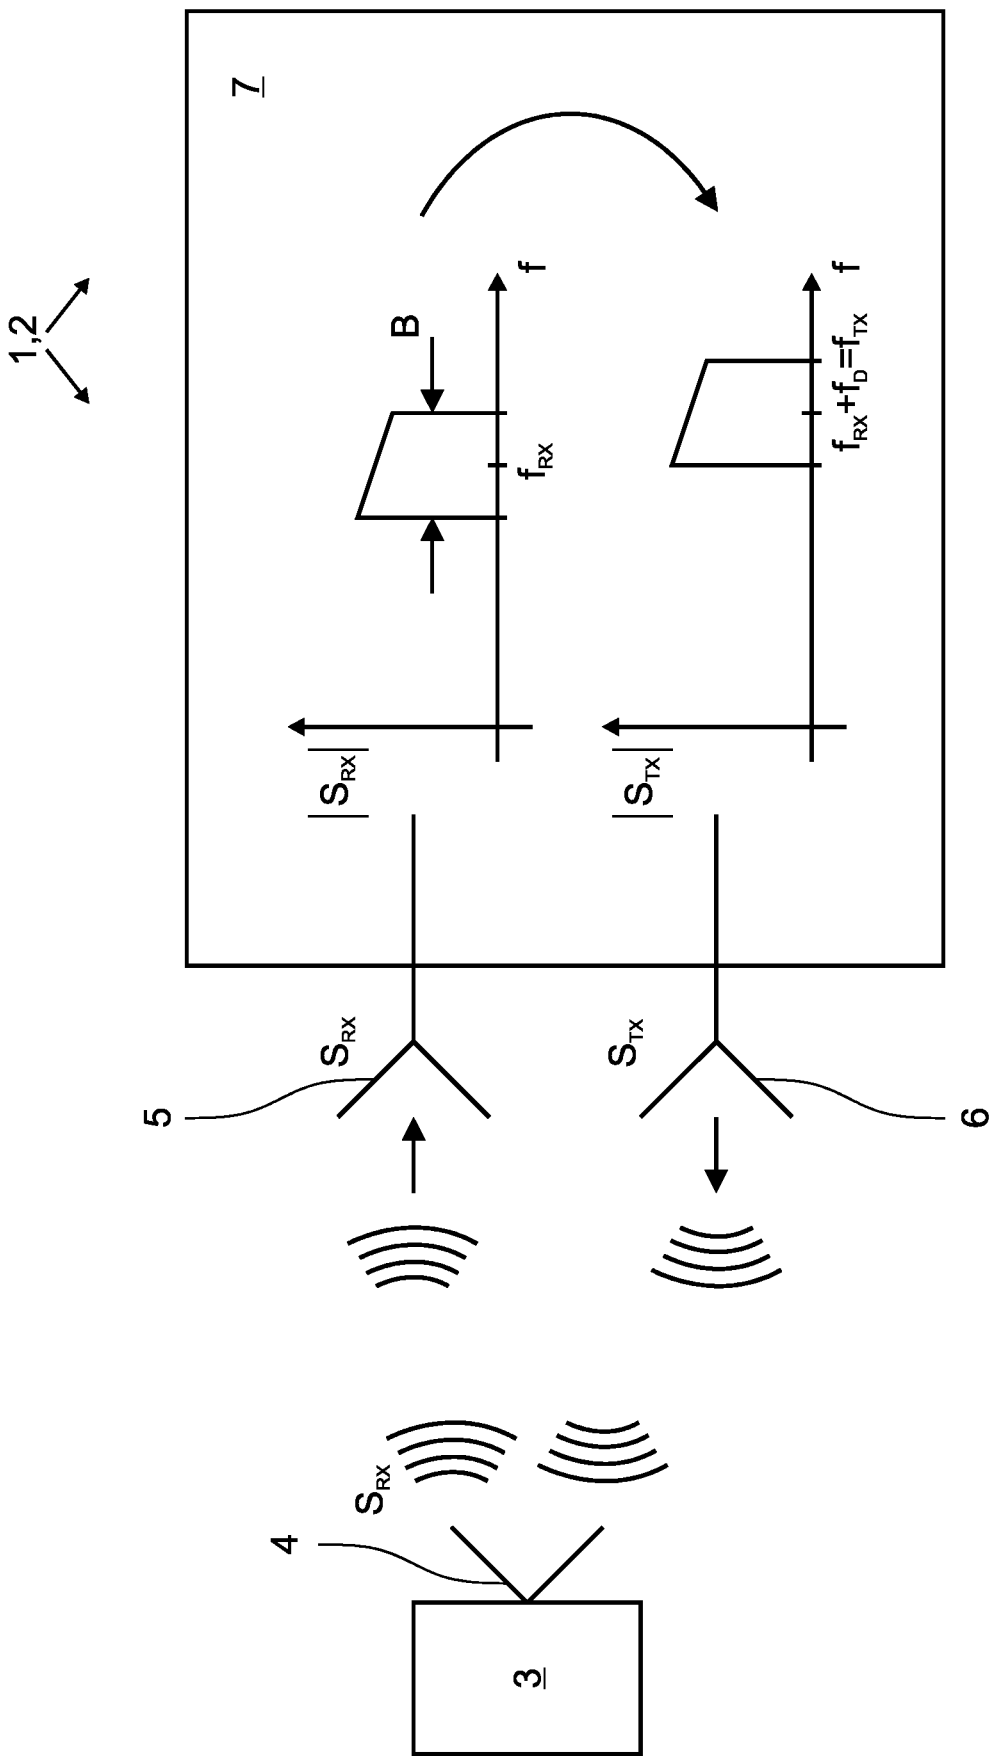 1,2
7
|S_RX|
B
f_RX
f
|S_TX|
f_RX+f_D=f_TX
f
5
S_RX
S_TX
6
4
S_RX
3